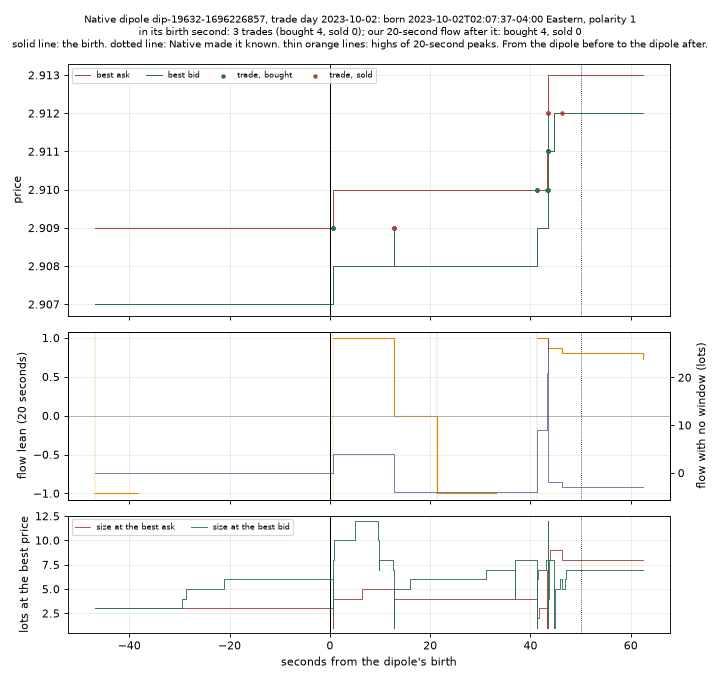 Native dipole dip-19632-1696226857, trade day 2023-10-02: born 2023-10-02T02:07:37-04:00 Eastern, polarity 1
in its birth second: 3 trades (bought 4, sold 0); our 20-second flow after it: bought 4, sold 0
solid line: the birth. dotted line: Native made it known. thin orange lines: highs of 20-second peaks. From the dipole before to the dipole after.
best ask
best bid
trade, bought
trade, sold
2.913
2.912
2.911
2.910
2.909
2.908
2.907
price
1.0
0.5
0.0
−0.5
−1.0
flow lean (20 seconds)
20
10
0
flow with no window (lots)
size at the best ask
size at the best bid
12.5
10.0
7.5
5.0
2.5
lots at the best price
−40
−20
0
20
40
60
seconds from the dipole's birth